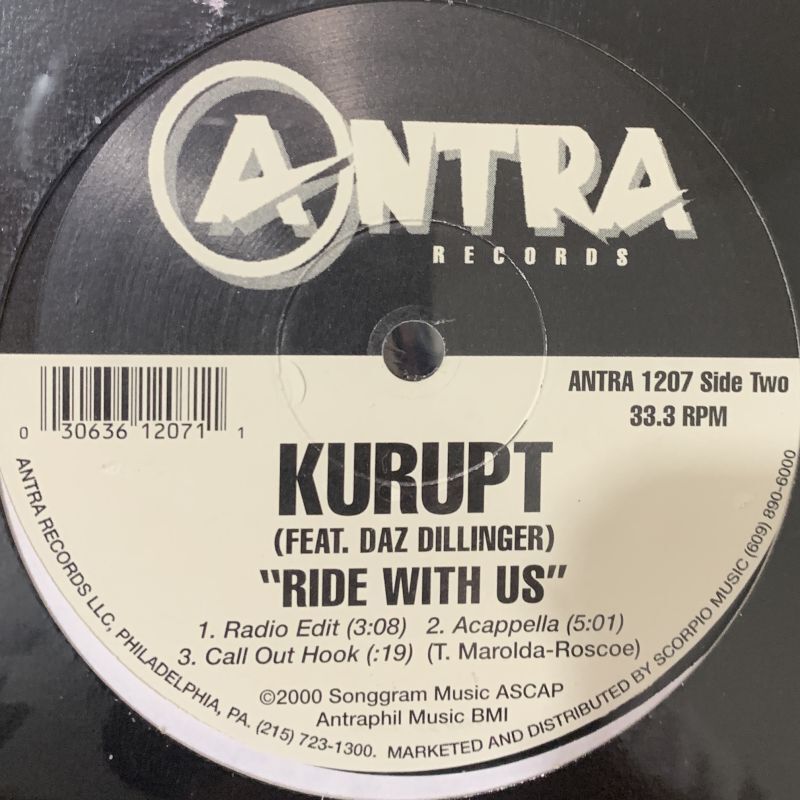 ANTRA
RECORDS
ANTRA 1207 Side Two
33.3 RPM
0 30636 12071 1
KURUPT
(FEAT. DAZ DILLINGER)
"RIDE WITH US"
1. Radio Edit (3:08) 2. Acappella (5:01)
3. Call Out Hook (:19) (T. Marolda-Roscoe)
©2000 Songgram Music ASCAP
Antraphil Music BMI
ANTRA RECORDS LLC, PHILADELPHIA, PA. (215) 723-1300. MARKETED AND DISTRIBUTED BY SCORPIO MUSIC (609) 890-6000